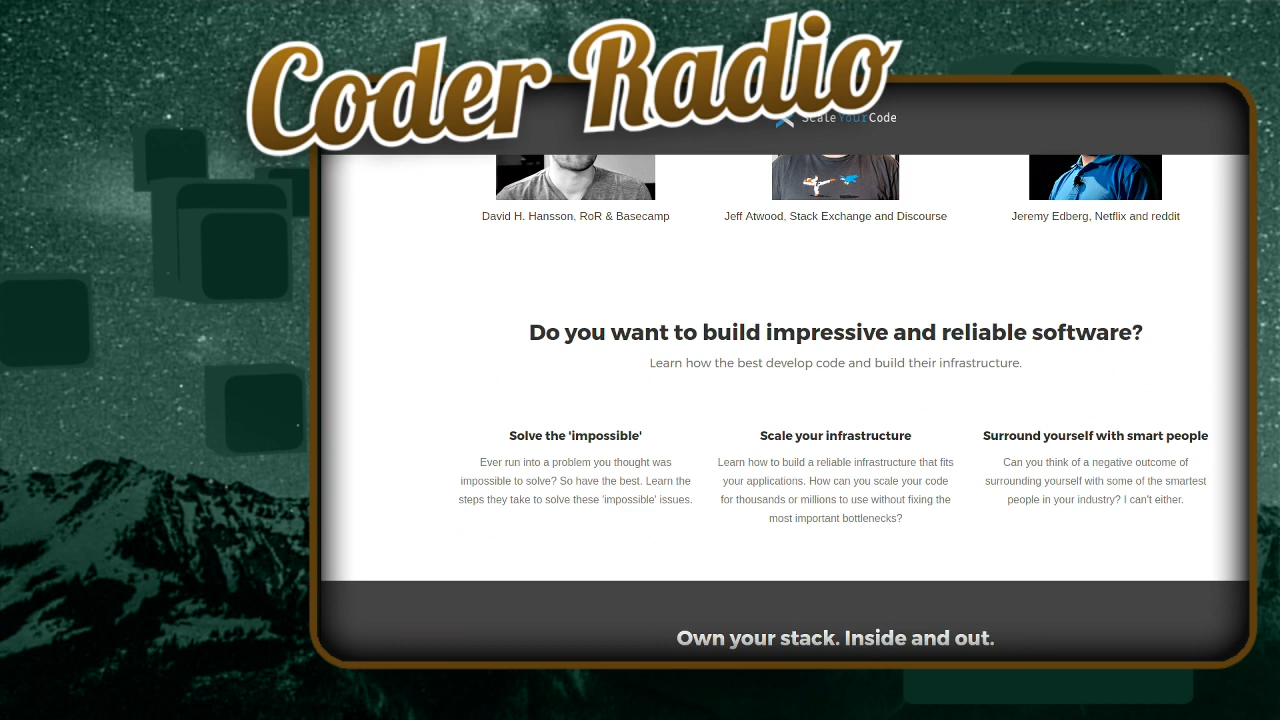 Coder Radio
ScaleYourCode
David H. Hansson, RoR & Basecamp
Jeff Atwood, Stack Exchange and Discourse
Jeremy Edberg, Netflix and reddit
Do you want to build impressive and reliable software?
Learn how the best develop code and build their infrastructure.
Solve the 'impossible'
Ever run into a problem you thought was
impossible to solve? So have the best. Learn the
steps they take to solve these 'impossible' issues.
Scale your infrastructure
Learn how to build a reliable infrastructure that fits
your applications. How can you scale your code
for thousands or millions to use without fixing the
most important bottlenecks?
Surround yourself with smart people
Can you think of a negative outcome of
surrounding yourself with some of the smartest
people in your industry? I can't either.
Own your stack. Inside and out.